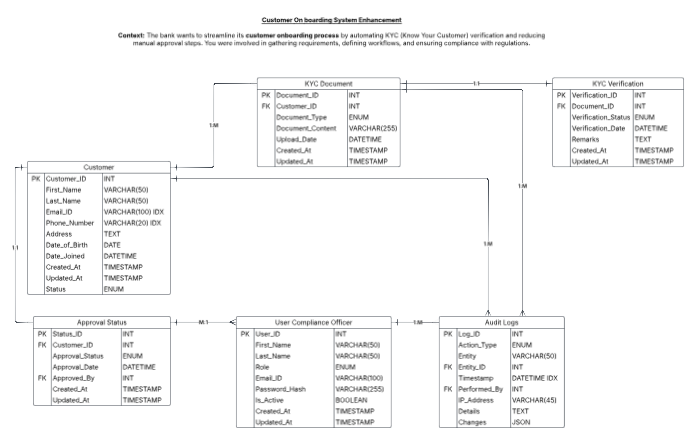 Customer On boarding System Enhancement
Context: The bank wants to streamline its customer onboarding process by automating KYC (Know Your Customer) verification and reducing
manual approval steps. You were involved in gathering requirements, defining workflows, and ensuring compliance with regulations.
KYC Document
PK Document_ID INT
FK Customer_ID INT
Document_Type ENUM
Document_Content VARCHAR(255)
Upload_Date DATETIME
Created_At TIMESTAMP
Updated_At TIMESTAMP
1:1
KYC Verification
PK Verification_ID INT
FK Document_ID INT
Verification_Status ENUM
Verification_Date DATETIME
Remarks TEXT
Created_At TIMESTAMP
Updated_At TIMESTAMP
1:M
Customer
PK Customer_ID INT
First_Name VARCHAR(50)
Last_Name VARCHAR(50)
Email_ID VARCHAR(100) IDX
Phone_Number VARCHAR(20) IDX
Address TEXT
Date_of_Birth DATE
Date_Joined DATETIME
Created_At TIMESTAMP
Updated_At TIMESTAMP
Status ENUM
1:M
1:1
1:M
Approval Status
PK Status_ID INT
FK Customer_ID INT
Approval_Status ENUM
Approval_Date DATETIME
FK Approved_By INT
Created_At TIMESTAMP
Updated_At TIMESTAMP
M:1
User Compliance Officer
PK User_ID INT
First_Name VARCHAR(50)
Last_Name VARCHAR(50)
Role ENUM
Email_ID VARCHAR(100)
Password_Hash VARCHAR(255)
Is_Active BOOLEAN
Created_At TIMESTAMP
Updated_At TIMESTAMP
1:M
Audit Logs
PK Log_ID INT
Action_Type ENUM
Entity VARCHAR(50)
FK Entity_ID INT
Timestamp DATETIME IDX
FK Performed_By INT
IP_Address VARCHAR(45)
Details TEXT
Changes JSON